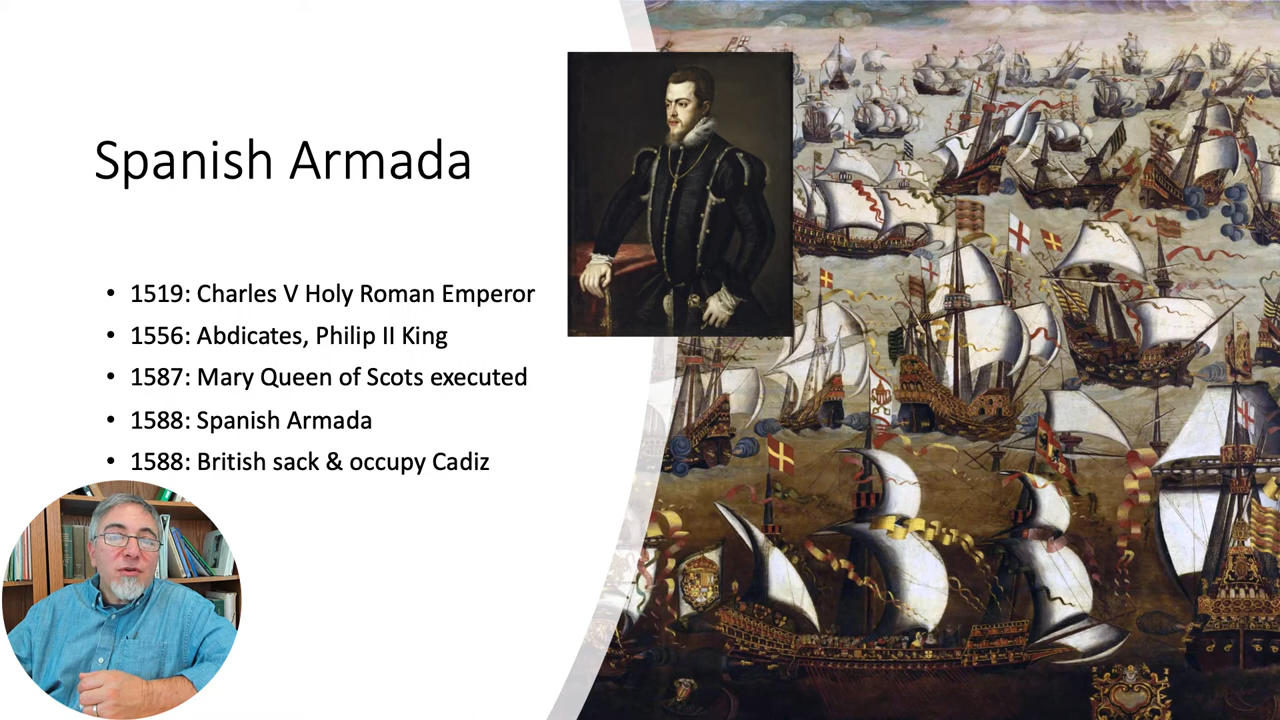 Spanish Armada
• 1519: Charles V Holy Roman Emperor
• 1556: Abdicates, Philip II King
• 1587: Mary Queen of Scots executed
• 1588: Spanish Armada
• 1588: British sack & occupy Cadiz